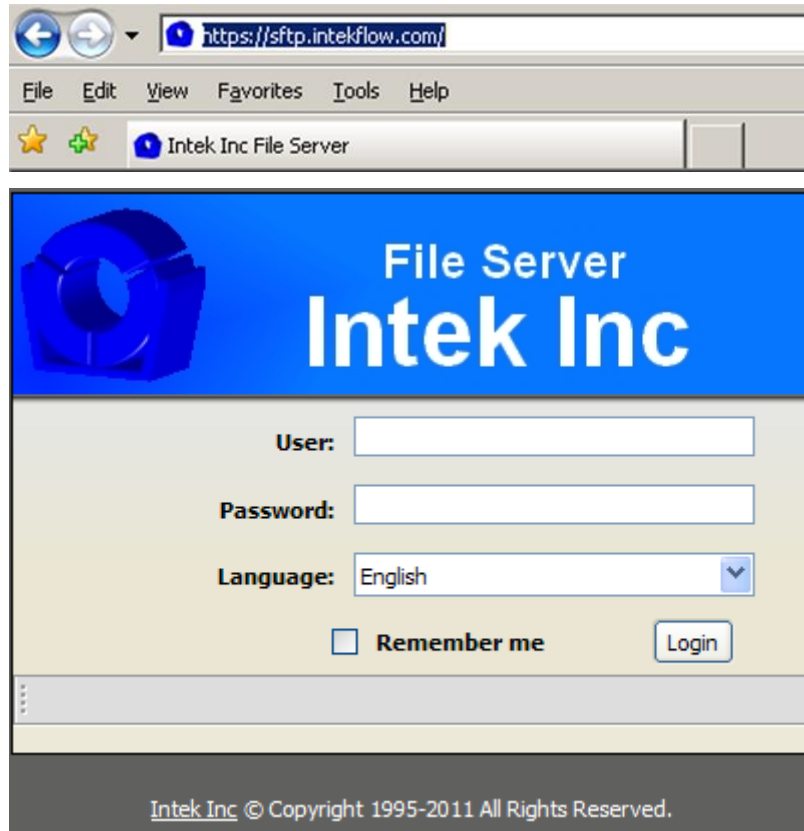 https://sftp.intekflow.com/
File Edit View Favorites Tools Help
Intek Inc File Server
File Server
Intek Inc
User:
Password:
Language: English
Remember me Login
Intek Inc © Copyright 1995-2011 All Rights Reserved.